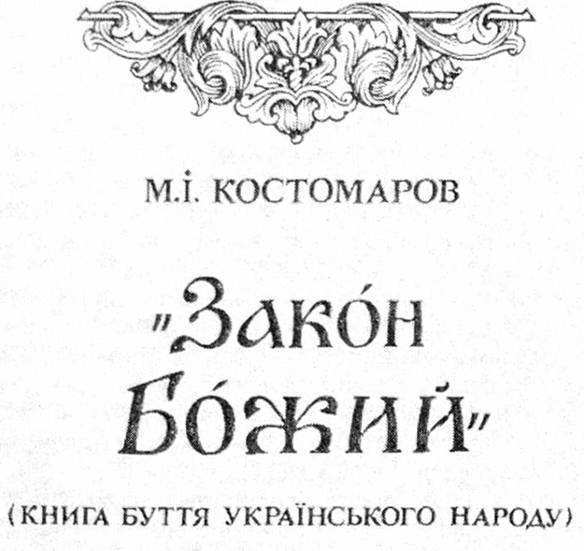 М.І. КОСТОМАРОВ
„Зако́н
Бо́жий”
(КНИГА БУТТЯ УКРАЇНСЬКОГО НАРОДУ)